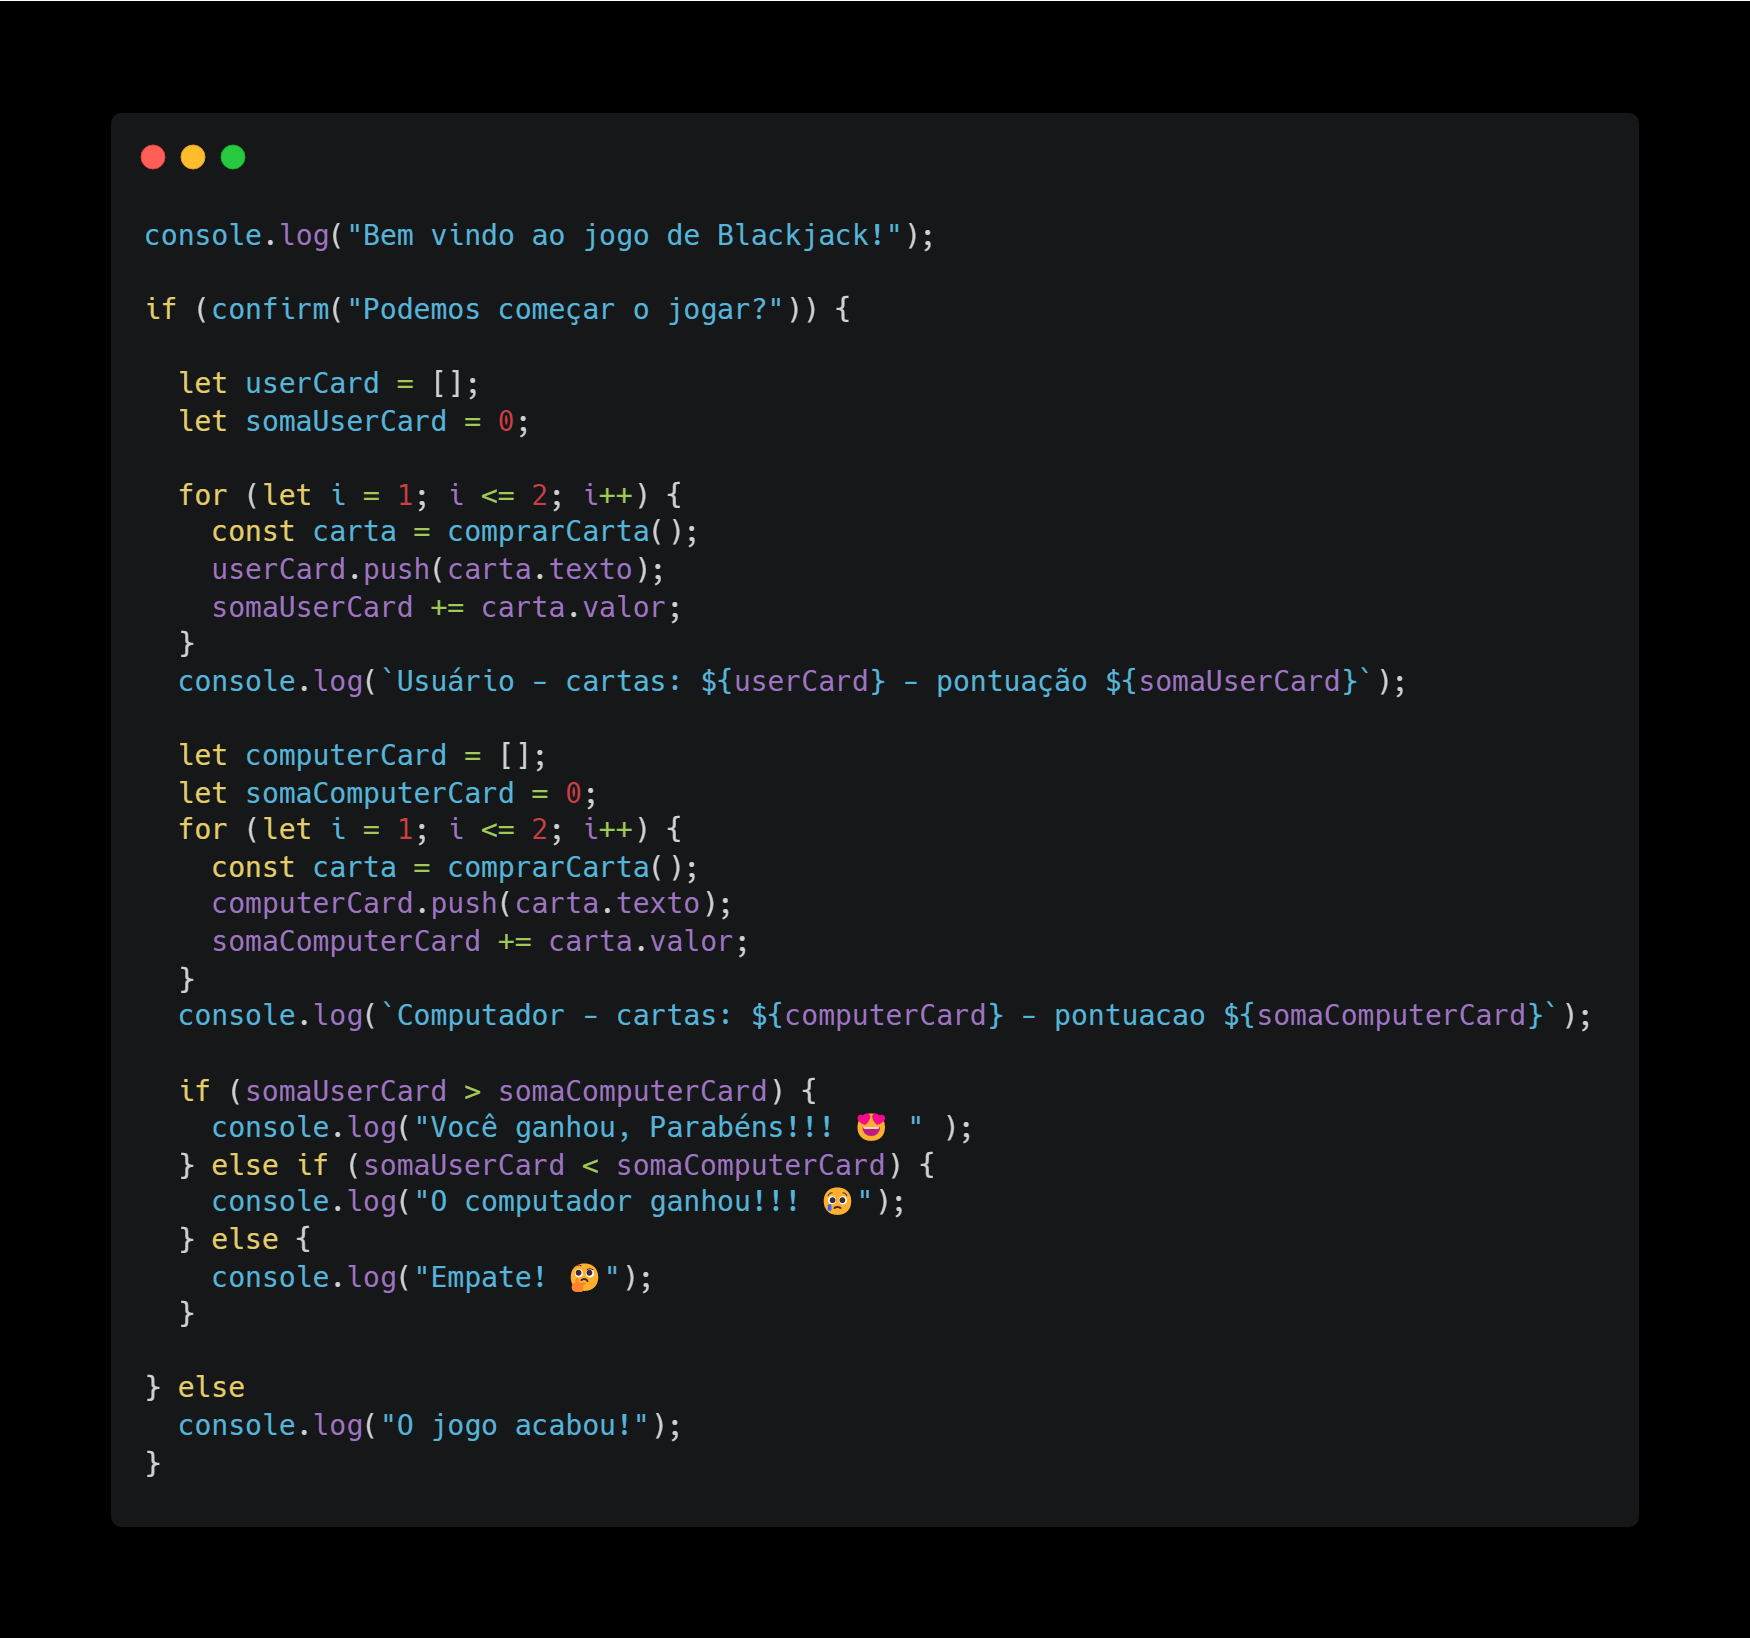 console.log("Bem vindo ao jogo de Blackjack!");
if (confirm("Podemos começar o jogar?")) {
let userCard = [];
let somaUserCard = 0;
for (let i = 1; i <= 2; i++) {
const carta = comprarCarta();
userCard.push(carta.texto);
somaUserCard += carta.valor;
}
console.log(`Usuário - cartas: ${userCard} - pontuação ${somaUserCard}`);
let computerCard = [];
let somaComputerCard = 0;
for (let i = 1; i <= 2; i++) {
const carta = comprarCarta();
computerCard.push(carta.texto);
somaComputerCard += carta.valor;
}
console.log(`Computador - cartas: ${computerCard} - pontuacao ${somaComputerCard}`);
if (somaUserCard > somaComputerCard) {
console.log("Você ganhou, Parabéns!!! 😍 " );
} else if (somaUserCard < somaComputerCard) {
console.log("O computador ganhou!!! 😢");
} else {
console.log("Empate! 🤔");
}
} else
console.log("O jogo acabou!");
}